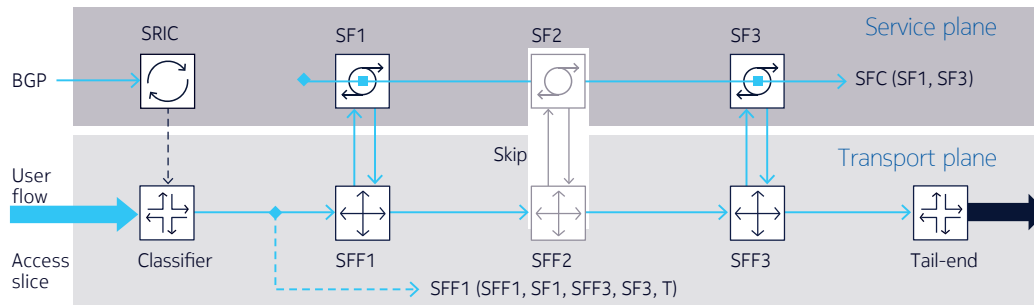 SRIC
SF1
SF2
SF3
Service plane
BGP
SFC (SF1, SF3)
Skip
Transport plane
User
flow
Access
slice
Classifier
SFF1
SFF2
SFF3
Tail-end
SFF1 (SFF1, SF1, SFF3, SF3, T)